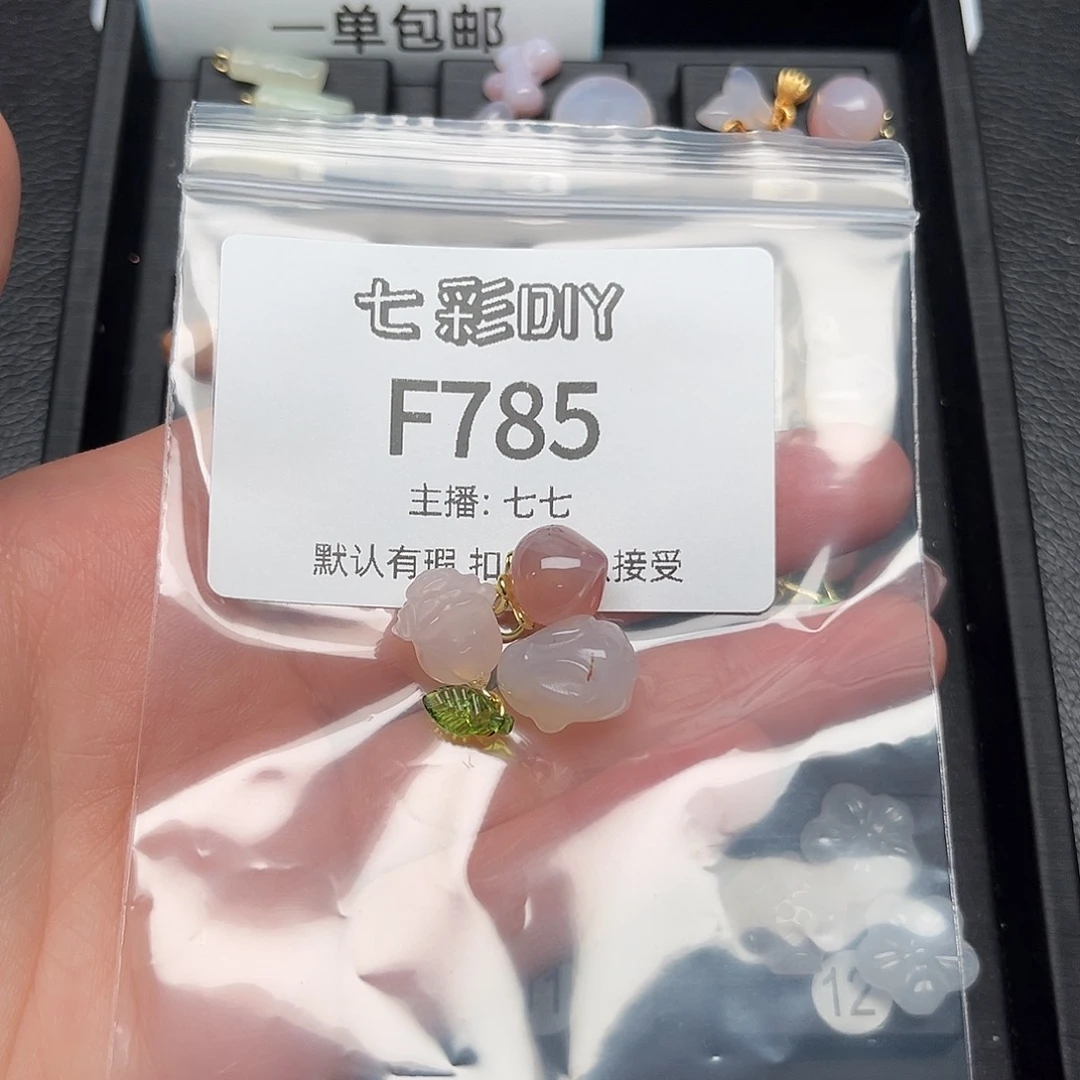 一单包邮
七彩DIY
F785
主播: 七七
默认有瑕 扣 接受
12